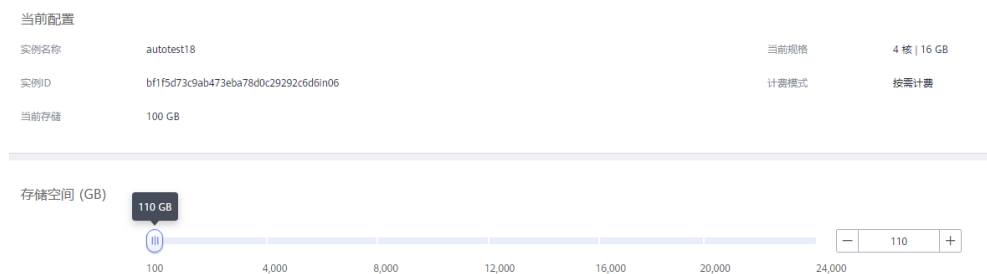 当前配置
实例名称 autotest18 当前规格 4 核 | 16 GB
实例ID bf1f5d73c9ab473eba78d0c29292c6d6in06 计费模式 按需计费
当前存储 100 GB
存储空间 (GB)
110 GB
110
100 4,000 8,000 12,000 16,000 20,000 24,000